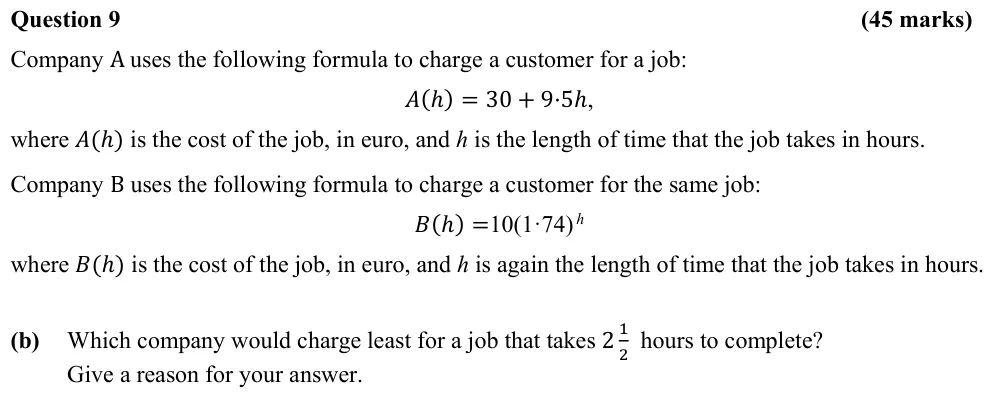 Question 9 (45 marks)
Company A uses the following formula to charge a customer for a job:
A(h) = 30 + 9·5h,
where A(h) is the cost of the job, in euro, and h is the length of time that the job takes in hours.
Company B uses the following formula to charge a customer for the same job:
B(h) =10(1·74)^h
where B(h) is the cost of the job, in euro, and h is again the length of time that the job takes in hours.
(b) Which company would charge least for a job that takes 2 1/2 hours to complete?
Give a reason for your answer.